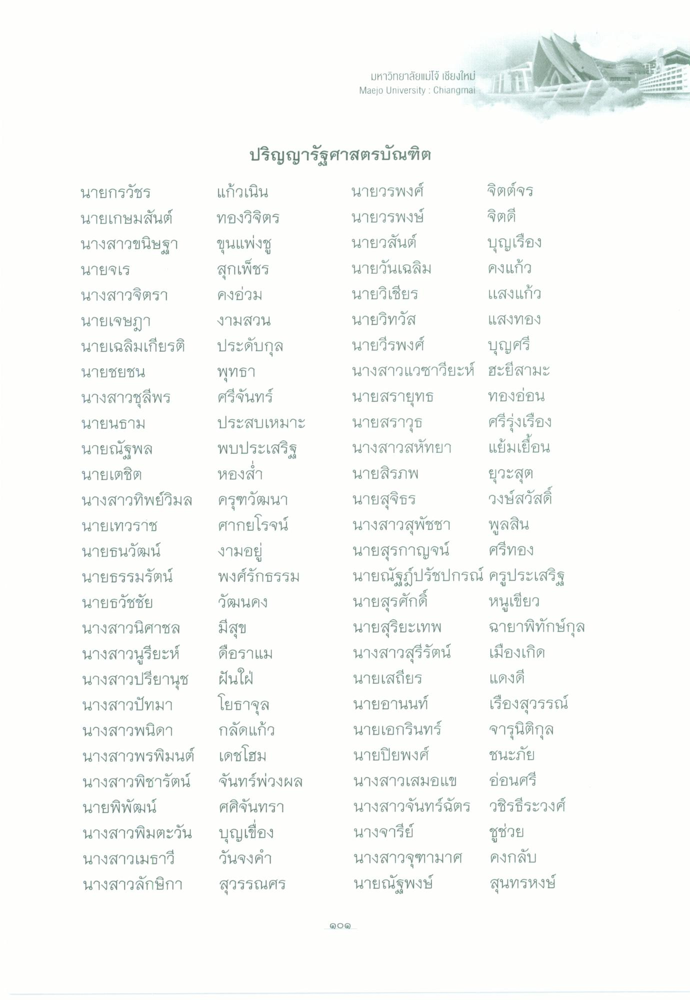 มหาวิทยาลัยแม่โจ้ เชียงใหม่
Maejo University : Chiangmai
ปริญญารัฐศาสตรบัณฑิต
นายกรวัชร แก้วเนิน นายวรพงศ์ จิตต์จร
นายเกษมสันต์ ทองวิจิตร นายวรพงษ์ จิตดี
นางสาวขนิษฐา ขุนแพ่งชู นายวสันต์ บุญเรือง
นายจเร สุกเพ็ชร นายวันเฉลิม คงแก้ว
นางสาวจิตรา คงอ่วม นายวิเชียร แสงแก้ว
นายเจษฎา งามสวน นายวิทวัส แสงทอง
นายเฉลิมเกียรติ ประดับกุล นายวีรพงศ์ บุญศรี
นายชยชน พุทธา นางสาวแวซาวียะห์ ฮะยีสามะ
นางสาวชุลีพร ศรีจันทร์ นายสรายุทธ ทองอ่อน
นายนธาม ประสบเหมาะ นายสราวุธ ศรีรุ่งเรือง
นายณัฐพล พบประเสริฐ นางสาวสหัทยา แย้มเยื้อน
นายเตชิต หองส่ำ นายสิรภพ ยุวะสุต
นางสาวทิพย์วิมล ครุฑวัฒนา นายสุจิธร วงษ์สวัสดิ์
นายเทวราช ศากยโรจน์ นางสาวสุพัชชา พูลสิน
นายธนวัฒน์ งามอยู่ นายสุรกาญจน์ ศรีทอง
นายธรรมรัตน์ พงศ์รักธรรม นายณัฐฎ์ปรัชปกรณ์ ครูประเสริฐ
นายธวัชชัย วัฒนคง นายสุรศักดิ์ หนูเขียว
นางสาวนิศาชล มีสุข นายสุริยะเทพ ฉายาพิทักษ์กุล
นางสาวนูรียะห์ ดือราแม นางสาวสุรีรัตน์ เมืองเกิด
นางสาวปรียานุช ฝันใฝ่ นายเสถียร แดงดี
นางสาวปัทมา โยธาจุล นายอานนท์ เรืองสุวรรณ์
นางสาวพนิดา กลัดแก้ว นายเอกรินทร์ จารุนิติกุล
นางสาวพรพิมนต์ เดชโฮม นายปิยพงศ์ ชนะภัย
นางสาวพิชารัตน์ จันทร์พ่วงผล นางสาวเสมอแข อ่อนศรี
นายพิพัฒน์ ศศิจันทรา นางสาวจันทร์ฉัตร วชิรธีระวงศ์
นางสาวพิมตะวัน บุญเขื่อง นางจารีย์ ชูช่วย
นางสาวเมธาวี วันจงคำ นางสาวจุฑามาศ คงกลับ
นางสาวลักษิกา สุวรรณศร นายณัฐพงษ์ สุนทรหงษ์
๑๐๑